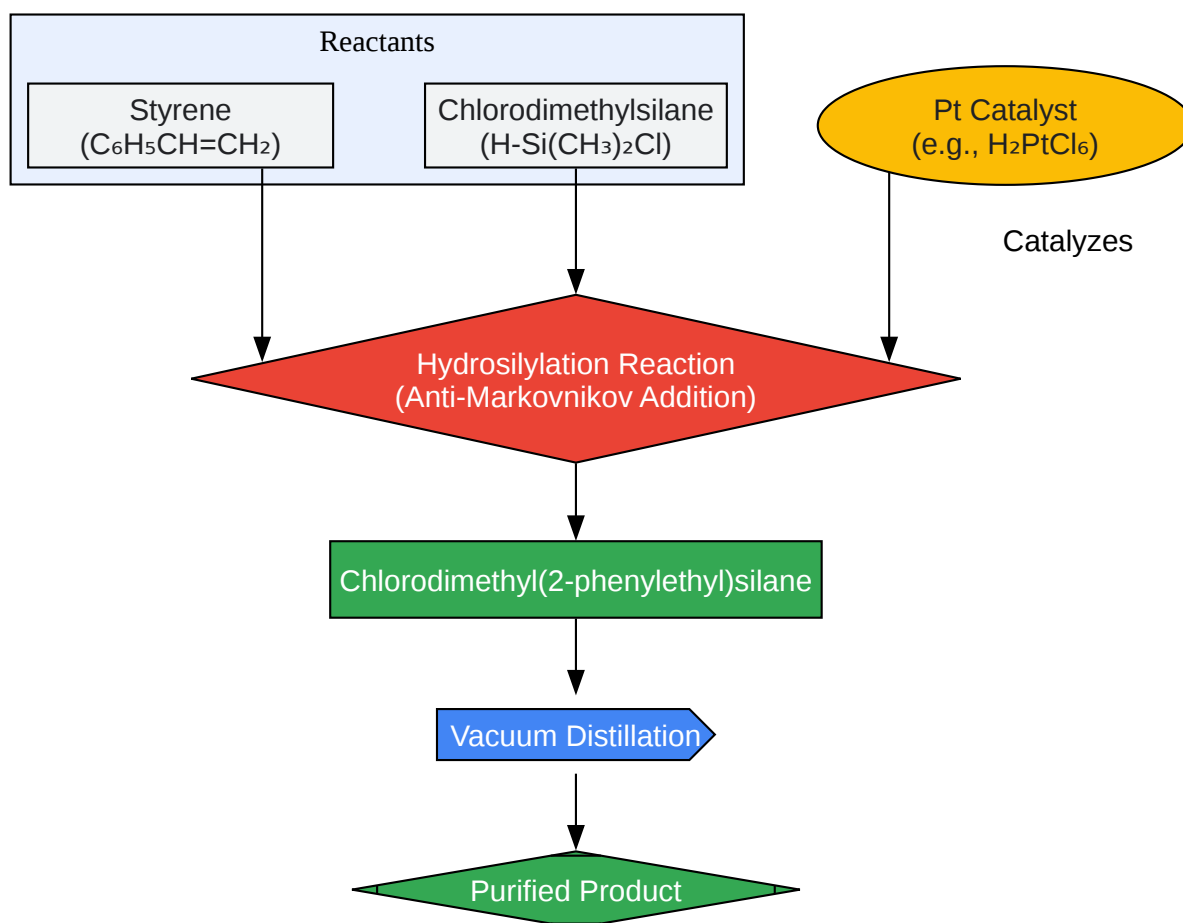 Reactants
Styrene
(C₆H₅CH=CH₂)
Chlorodimethylsilane
(H-Si(CH₃)₂Cl)
Pt Catalyst
(e.g., H₂PtCl₆)
Catalyzes
Hydrosilylation Reaction
(Anti-Markovnikov Addition)
Chlorodimethyl(2-phenylethyl)silane
Vacuum Distillation
Purified Product